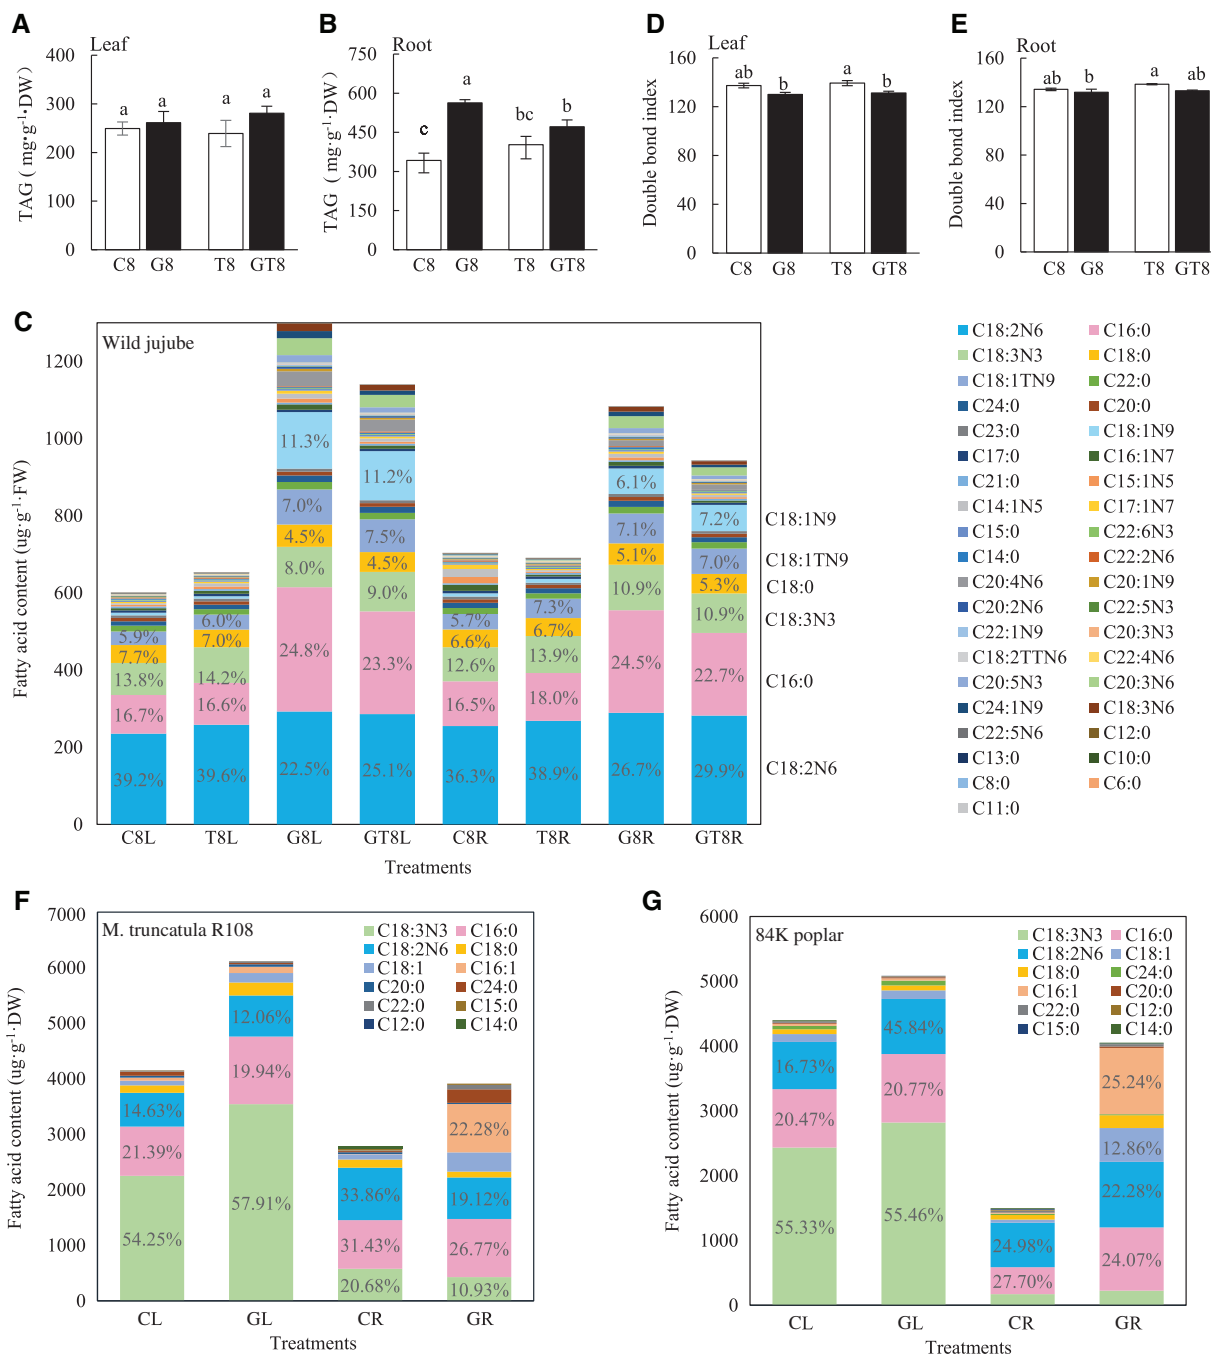 A
Leaf
TAG ( mg•g⁻¹•DW)
400
300
200
100
0
a
a
a
a
C8 G8 T8 GT8
B
Root
TAG ( mg·g⁻¹·DW)
750
600
450
300
150
0
c
a
bc
b
C8 G8 T8 GT8
D
Leaf
Double bond index
160
120
80
40
0
ab
b
a
b
C8 G8 T8 GT8
E
Root
Double bond index
160
120
80
40
0
ab
b
a
ab
C8 G8 T8 GT8
C
Wild jujube
Fatty acid content (ug·g⁻¹·FW)
1200
1000
800
600
400
200
0
5.9%
7.7%
13.8%
16.7%
39.2%
6.0%
7.0%
14.2%
16.6%
39.6%
11.3%
7.0%
4.5%
8.0%
24.8%
22.5%
11.2%
7.5%
4.5%
9.0%
23.3%
25.1%
5.7%
6.6%
12.6%
16.5%
36.3%
7.3%
6.7%
13.9%
18.0%
38.9%
6.1%
7.1%
5.1%
10.9%
24.5%
26.7%
7.2%
7.0%
5.3%
10.9%
22.7%
29.9%
C18:1N9
C18:1TN9
C18:0
C18:3N3
C16:0
C18:2N6
C8L T8L G8L GT8L C8R T8R G8R GT8R
Treatments
C18:2N6 C16:0
C18:3N3 C18:0
C18:1TN9 C22:0
C24:0 C20:0
C23:0 C18:1N9
C17:0 C16:1N7
C21:0 C15:1N5
C14:1N5 C17:1N7
C15:0 C22:6N3
C14:0 C22:2N6
C20:4N6 C20:1N9
C20:2N6 C22:5N3
C22:1N9 C20:3N3
C18:2TTN6 C22:4N6
C20:5N3 C20:3N6
C24:1N9 C18:3N6
C22:5N6 C12:0
C13:0 C10:0
C8:0 C6:0
C11:0
F
M. truncatula R108
Fatty acid content (ug·g⁻¹·DW)
7000
6000
5000
4000
3000
2000
1000
0
C18:3N3 C16:0
C18:2N6 C18:0
C18:1 C16:1
C20:0 C24:0
C22:0 C15:0
C12:0 C14:0
14.63%
21.39%
54.25%
12.06%
19.94%
57.91%
33.86%
31.43%
20.68%
22.28%
19.12%
26.77%
10.93%
CL GL CR GR
Treatments
G
84K poplar
Fatty acid content (ug·g⁻¹·DW)
6000
5000
4000
3000
2000
1000
0
C18:3N3 C16:0
C18:2N6 C18:1
C18:0 C24:0
C16:1 C20:0
C22:0 C12:0
C15:0 C14:0
16.73%
20.47%
55.33%
45.84%
20.77%
55.46%
24.98%
27.70%
25.24%
12.86%
22.28%
24.07%
CL GL CR GR
Treatments